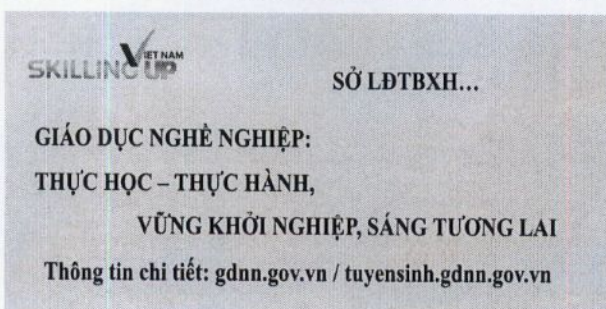 SKILLING UP VIETNAM
SỞ LĐTBXH...
GIÁO DỤC NGHỀ NGHIỆP:
THỰC HỌC – THỰC HÀNH,
VỮNG KHỞI NGHIỆP, SÁNG TƯƠNG LAI
Thông tin chi tiết: gdnn.gov.vn / tuyensinh.gdnn.gov.vn